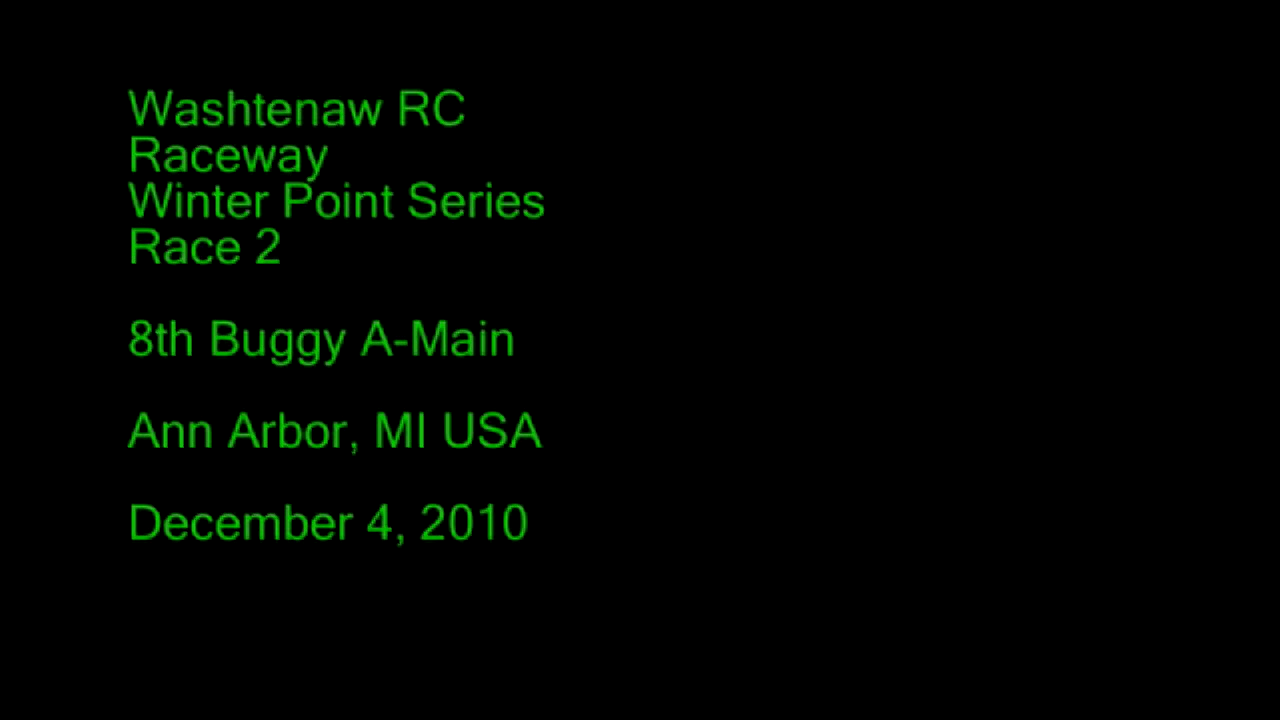 Washtenaw RC
Raceway
Winter Point Series
Race 2
8th Buggy A-Main
Ann Arbor, MI USA
December 4, 2010